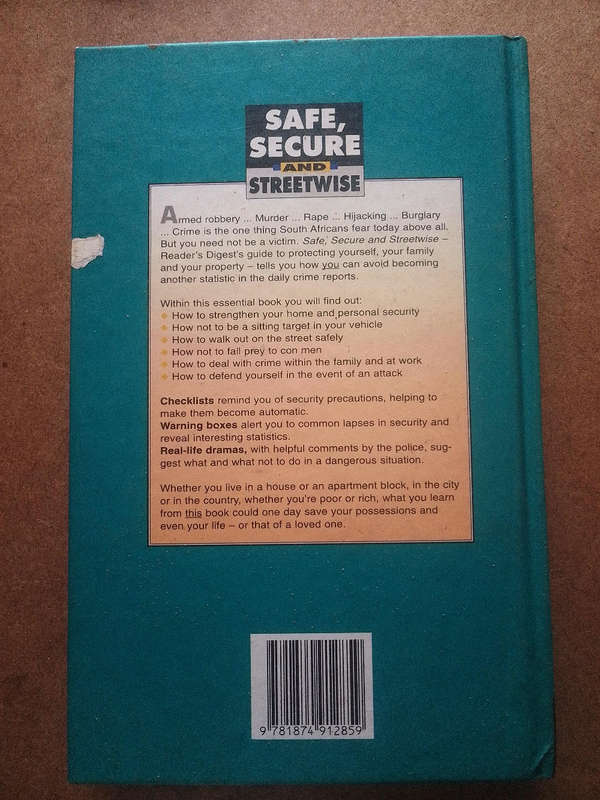 SAFE,
SECURE
AND
STREETWISE
Armed robbery ... Murder ... Rape ... Hijacking ... Burglary
... Crime is the one thing South Africans fear today above all.
But you need not be a victim. Safe, Secure and Streetwise –
Reader's Digest's guide to protecting yourself, your family
and your property – tells you how you can avoid becoming
another statistic in the daily crime reports.
Within this essential book you will find out:
◆ How to strengthen your home and personal security
◆ How not to be a sitting target in your vehicle
◆ How to walk out on the street safely
◆ How not to fall prey to con men
◆ How to deal with crime within the family and at work
◆ How to defend yourself in the event of an attack
Checklists remind you of security precautions, helping to
make them become automatic.
Warning boxes alert you to common lapses in security and
reveal interesting statistics.
Real-life dramas, with helpful comments by the police, sug-
gest what and what not to do in a dangerous situation.
Whether you live in a house or an apartment block, in the city
or in the country, whether you're poor or rich, what you learn
from this book could one day save your possessions and
even your life – or that of a loved one.
9 781874 912859